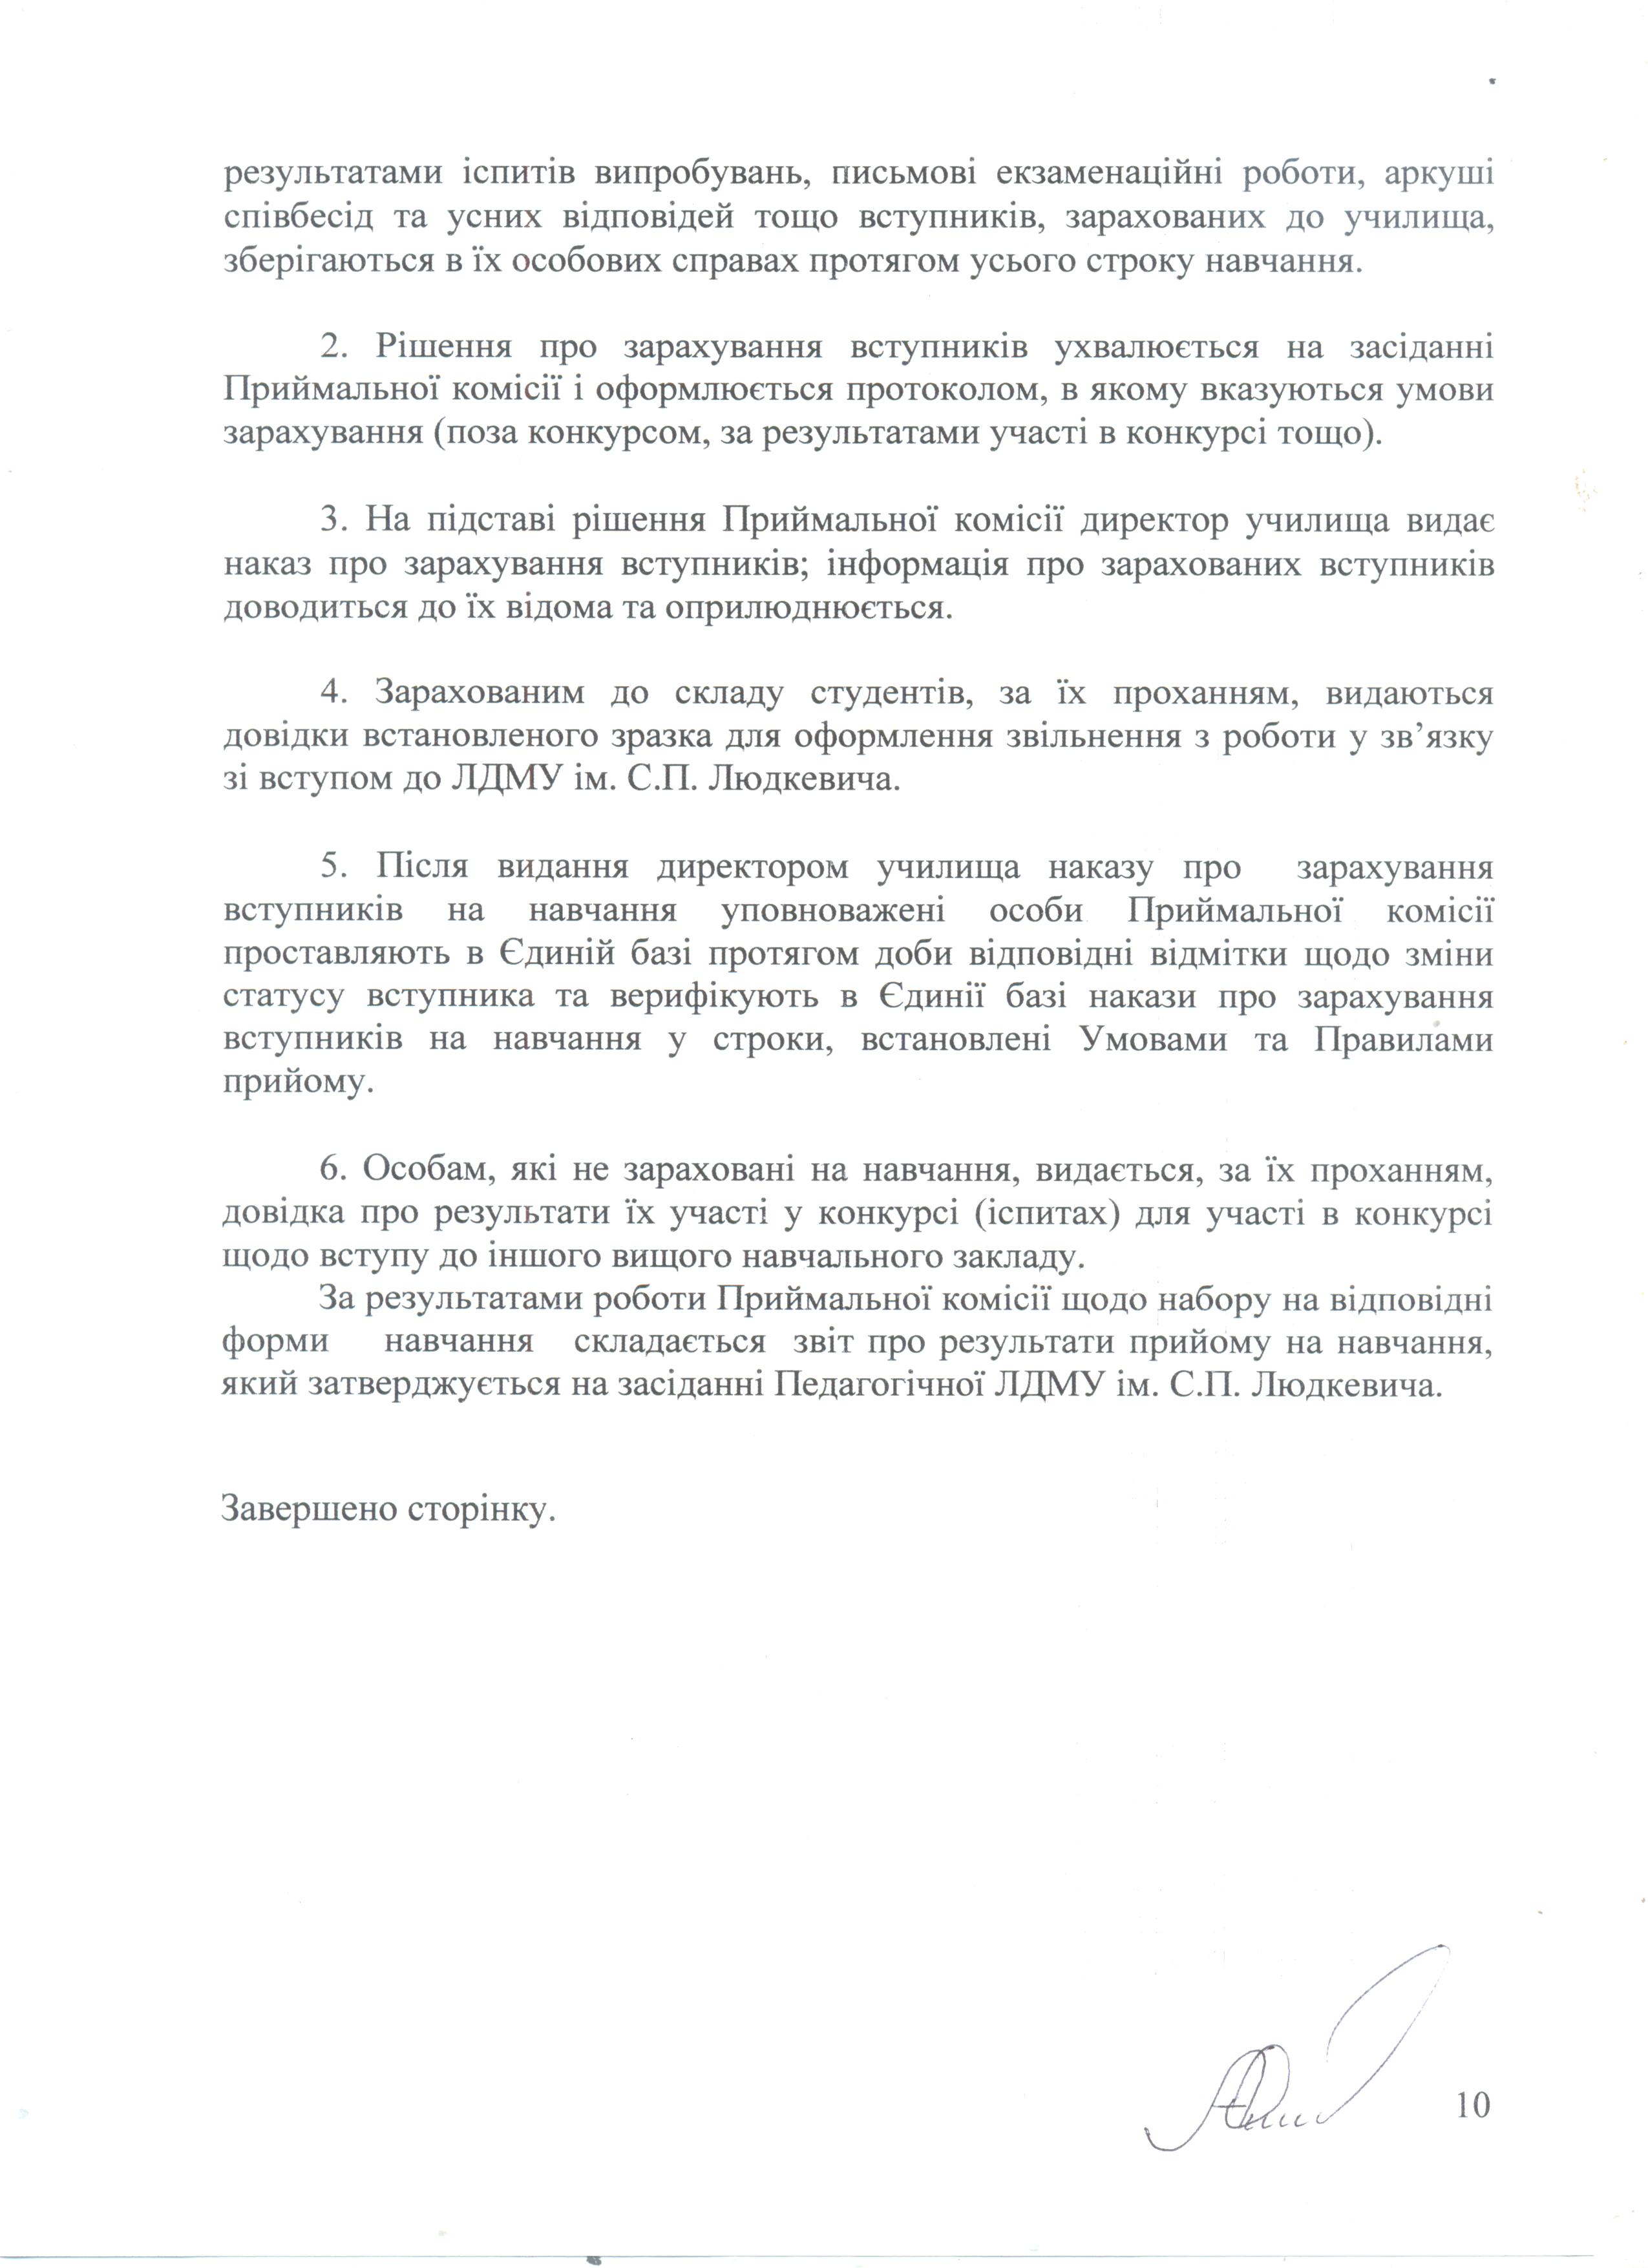 результатами іспитів випробувань, письмові екзаменаційні роботи, аркуші
співбесід та усних відповідей тощо вступників, зарахованих до училища,
зберігаються в їх особових справах протягом усього строку навчання.
2. Рішення про зарахування вступників ухвалюється на засіданні
Приймальної комісії і оформлюється протоколом, в якому вказуються умови
зарахування (поза конкурсом, за результатами участі в конкурсі тощо).
3. На підставі рішення Приймальної комісії директор училища видає
наказ про зарахування вступників; інформація про зарахованих вступників
доводиться до їх відома та оприлюднюється.
4. Зарахованим до складу студентів, за їх проханням, видаються
довідки встановленого зразка для оформлення звільнення з роботи у зв’язку
зі вступом до ЛДМУ ім. С.П. Людкевича.
5. Після видання директором училища наказу про зарахування
вступників на навчання уповноважені особи Приймальної комісії
проставляють в Єдиній базі протягом доби відповідні відмітки щодо зміни
статусу вступника та верифікують в Єдинії базі накази про зарахування
вступників на навчання у строки, встановлені Умовами та Правилами
прийому.
6. Особам, які не зараховані на навчання, видається, за їх проханням,
довідка про результати їх участі у конкурсі (іспитах) для участі в конкурсі
щодо вступу до іншого вищого навчального закладу.
За результатами роботи Приймальної комісії щодо набору на відповідні
форми навчання складається звіт про результати прийому на навчання,
який затверджується на засіданні Педагогічної ЛДМУ ім. С.П. Людкевича.
Завершено сторінку.
10